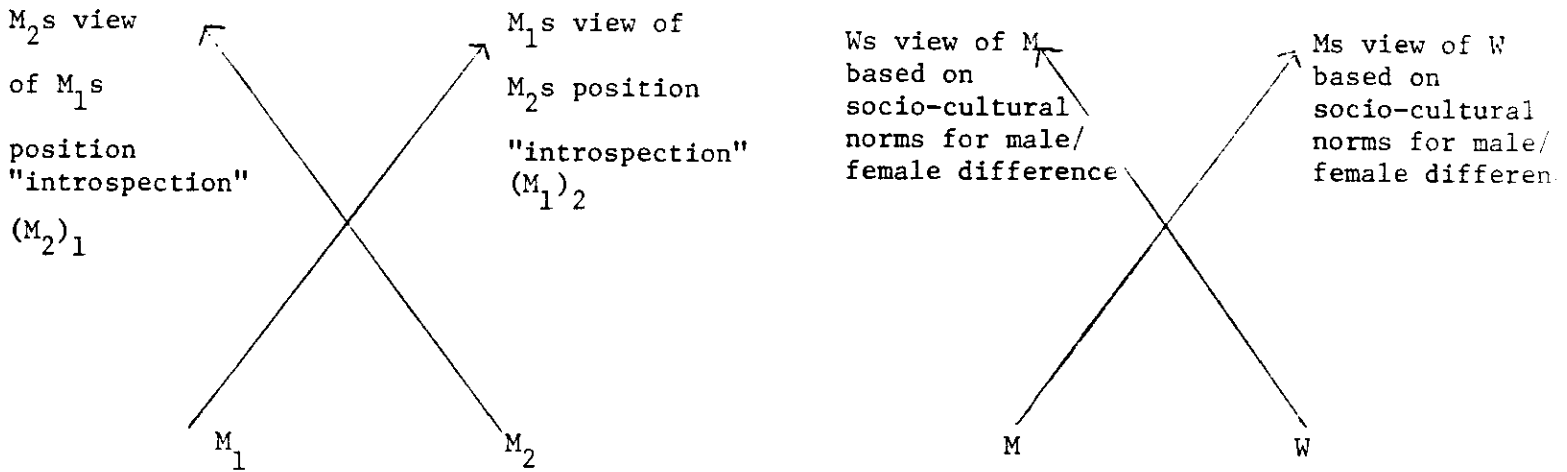 M₂s view
of M₁s
position
"introspection"
(M₂)₁
M₁s view of
M₂s position
"introspection"
(M₁)₂
M₁
M₂
Ws view of M
based on
socio-cultural
norms for male/
female difference
Ms view of W
based on
socio-cultural
norms for male/
female differen
M
W